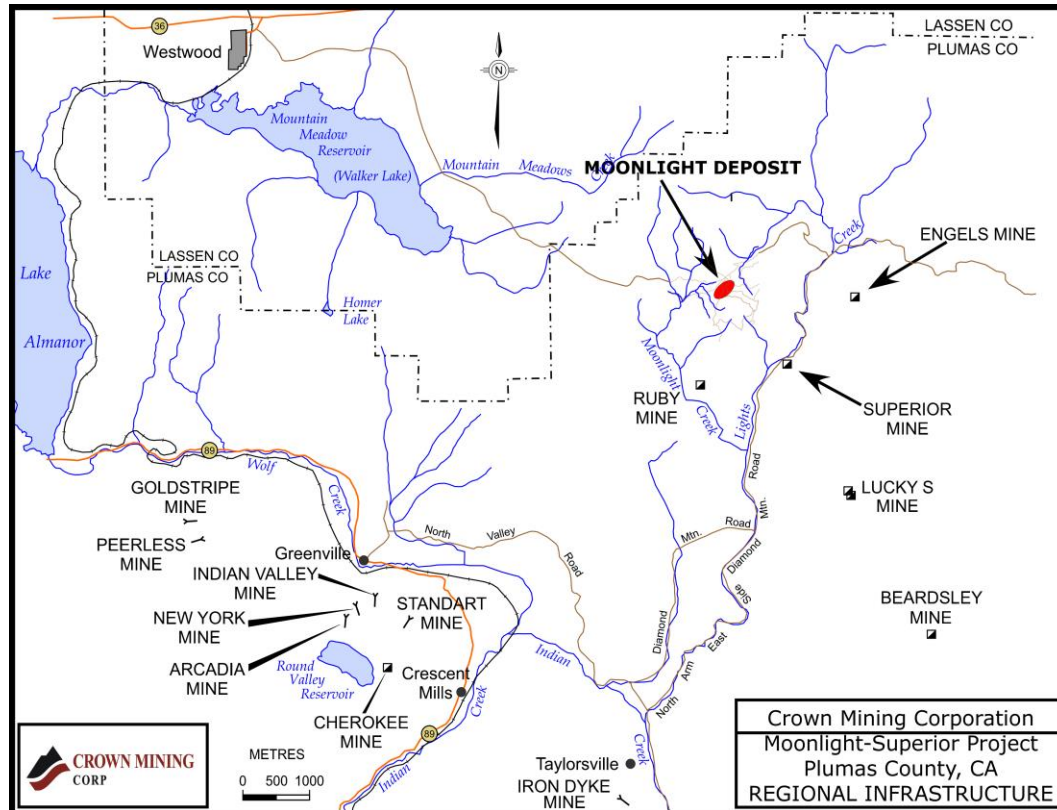 LASSEN CO
PLUMAS CO
36
Westwood
N
Mountain
Meadow
Reservoir
(Walker Lake)
Mountain Meadows Creek
MOONLIGHT DEPOSIT
Creek
ENGELS MINE
LASSEN CO
PLUMAS CO
Lake
Almanor
Homer
Lake
Moonlight
Creek
RUBY
MINE
Lights
SUPERIOR
MINE
89
Wolf
Creek
Road
Mtn.
LUCKY S
MINE
GOLDSTRIPE
MINE
PEERLESS
MINE
North Valley Road
Mtn. Road
Diamond
Greenville
INDIAN VALLEY
MINE
NEW YORK
MINE
STANDART
MINE
ARCADIA
MINE
Side
East
Arm
North
Diamond
BEARDSLEY
MINE
Indian
Creek
Round
Valley
Reservoir
Crescent
Mills
Creek
CHEROKEE
MINE
89
Indian
METRES
0 500 1000
Taylorsville
IRON DYKE
MINE
CROWN MINING
CORP
Crown Mining Corporation
Moonlight-Superior Project
Plumas County, CA
REGIONAL INFRASTRUCTURE